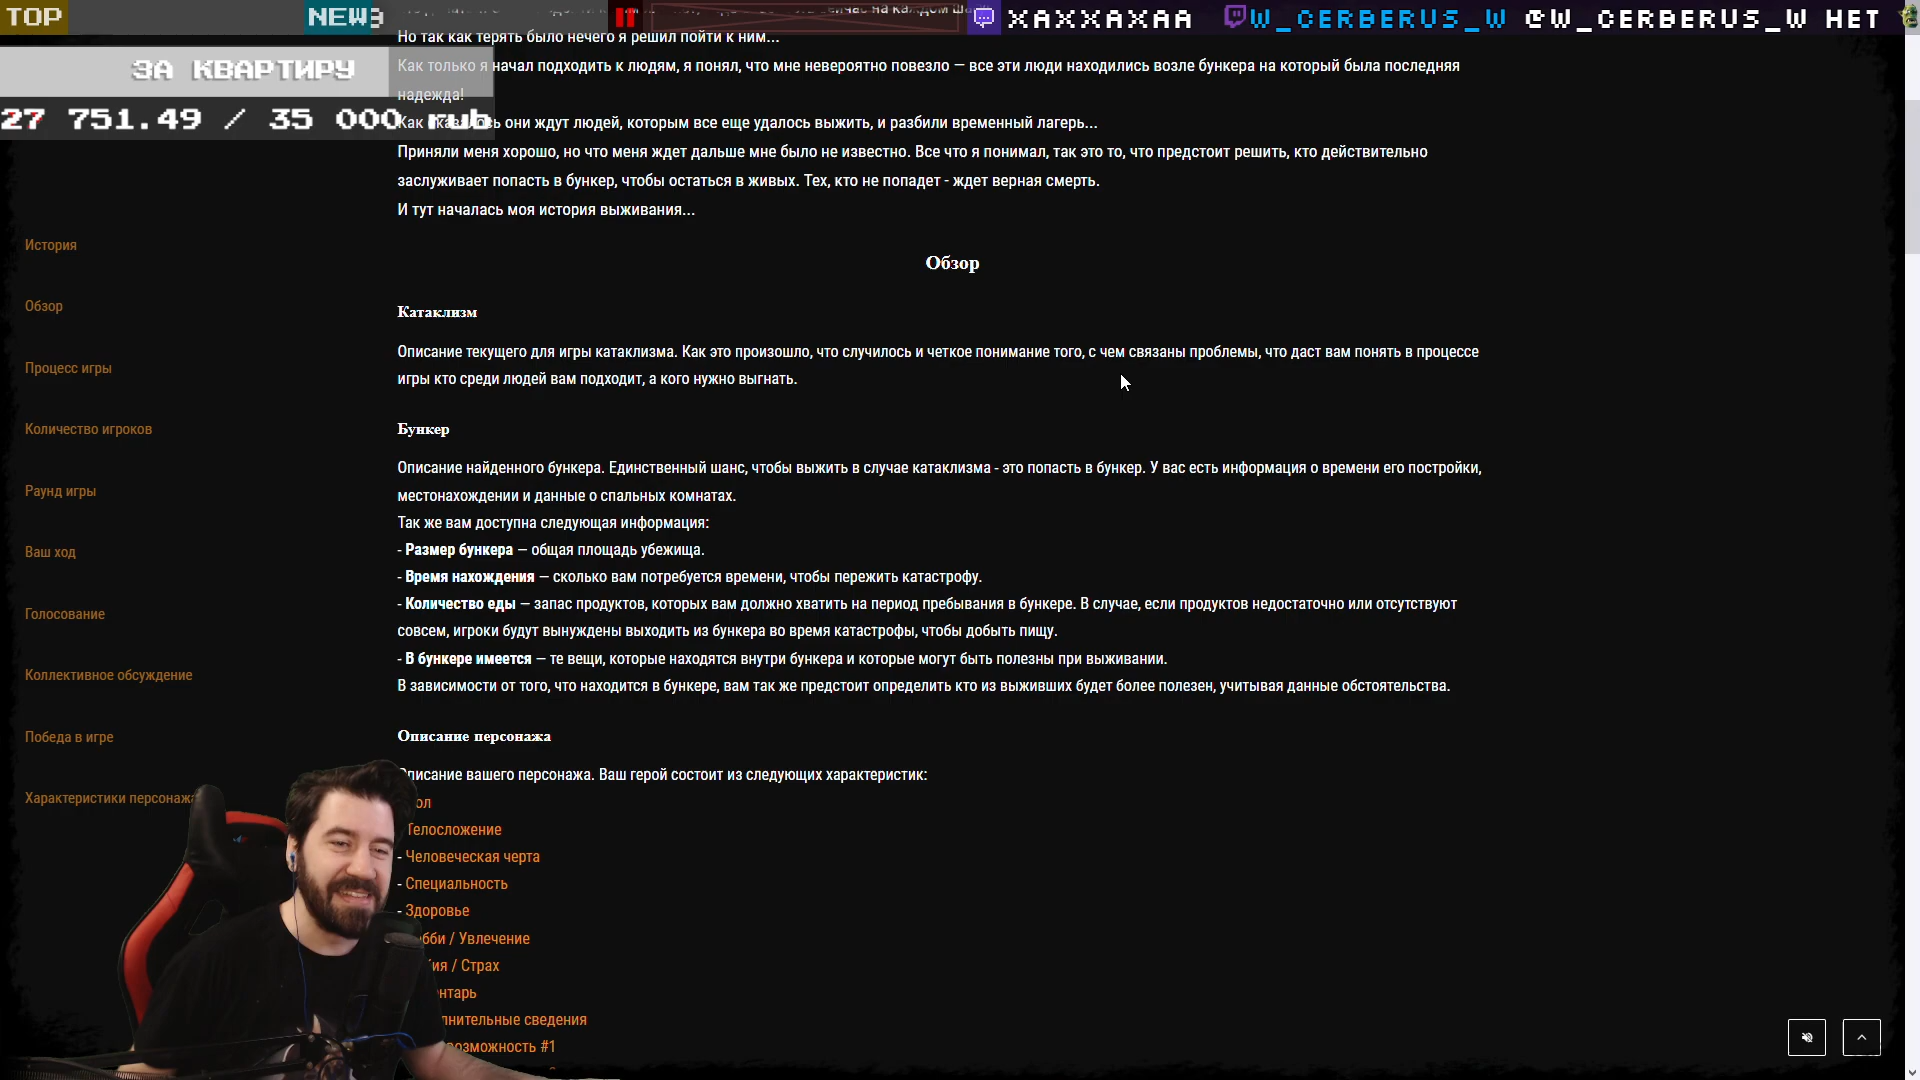 TOP
NEW
XAXXAXAA
W_CERBERUS_W @W_CERBERUS_W НЕТ
ЗА КВАРТИРУ
27 751.49 / 35 000 rub
Но так как терять было нечего я решил пойти к ним...
Как только я начал подходить к людям, я понял, что мне невероятно повезло — все эти люди находились возле бункера на который была последняя
надежда!
Как оказалось они ждут людей, которым все еще удалось выжить, и разбили временный лагерь...
Приняли меня хорошо, но что меня ждет дальше мне было не известно. Все что я понимал, так это то, что предстоит решить, кто действительно
заслуживает попасть в бункер, чтобы остаться в живых. Тех, кто не попадет - ждет верная смерть.
И тут началась моя история выживания...
История
Обзор
Процесс игры
Количество игроков
Раунд игры
Ваш ход
Голосование
Коллективное обсуждение
Победа в игре
Характеристики персонажа
Обзор
Катаклизм
Описание текущего для игры катаклизма. Как это произошло, что случилось и четкое понимание того, с чем связаны проблемы, что даст вам понять в процессе
игры кто среди людей вам подходит, а кого нужно выгнать.
Бункер
Описание найденного бункера. Единственный шанс, чтобы выжить в случае катаклизма - это попасть в бункер. У вас есть информация о времени его постройки,
местонахождении и данные о спальных комнатах.
Так же вам доступна следующая информация:
- Размер бункера — общая площадь убежища.
- Время нахождения — сколько вам потребуется времени, чтобы пережить катастрофу.
- Количество еды — запас продуктов, которых вам должно хватить на период пребывания в бункере. В случае, если продуктов недостаточно или отсутствуют
совсем, игроки будут вынуждены выходить из бункера во время катастрофы, чтобы добыть пищу.
- В бункере имеется — те вещи, которые находятся внутри бункера и которые могут быть полезны при выживании.
В зависимости от того, что находится в бункере, вам так же предстоит определить кто из выживших будет более полезен, учитывая данные обстоятельства.
Описание персонажа
Описание вашего персонажа. Ваш герой состоит из следующих характеристик:
ол
Телосложение
- Человеческая черта
- Специальность
- Здоровье
бби / Увлечение
ия / Страх
нтарь
лнительные сведения
возможность #1